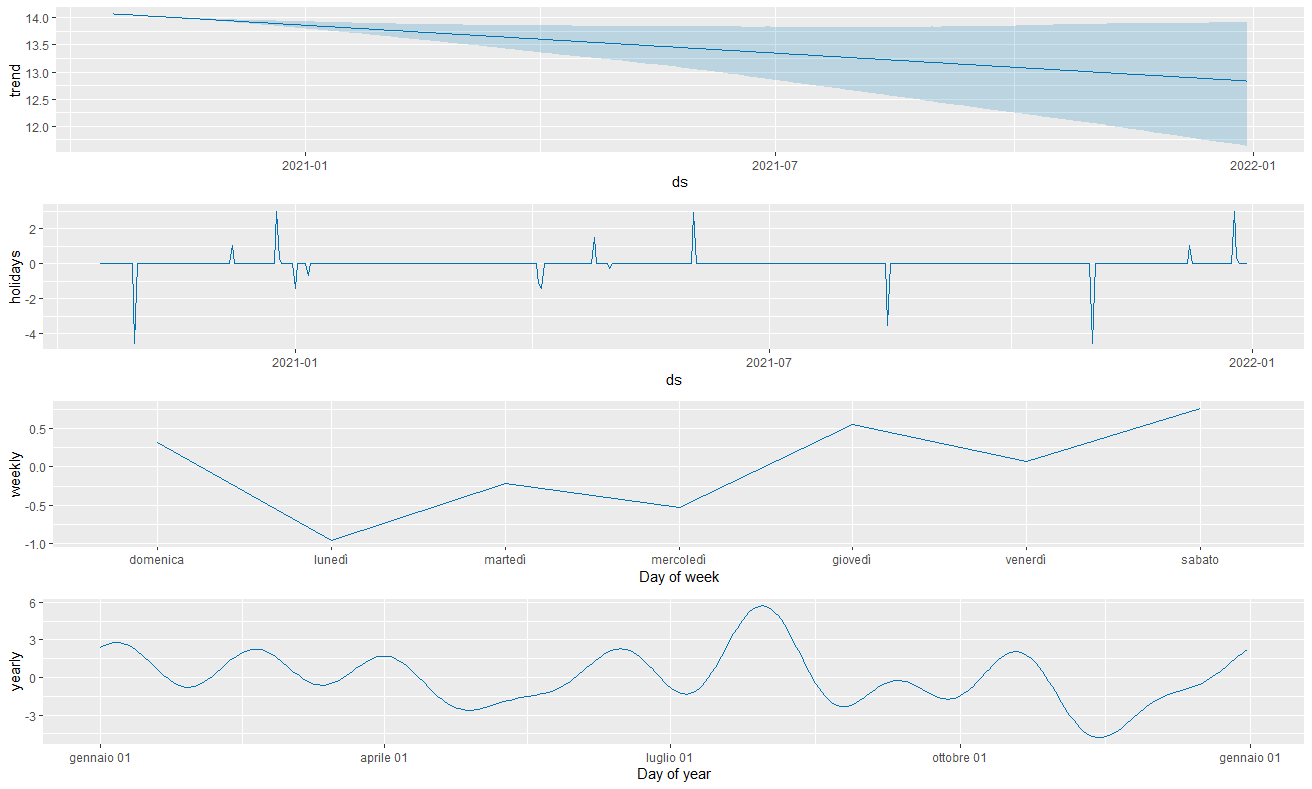 14.0
13.5
13.0
12.5
12.0
trend
2021-01 2021-07 2022-01
ds
2
0
-2
-4
holidays
2021-01 2021-07 2022-01
ds
0.5
0.0
-0.5
-1.0
weekly
domenica lunedì martedì mercoledì giovedì venerdì sabato
Day of week
6
3
0
-3
yearly
gennaio 01 aprile 01 luglio 01 ottobre 01 gennaio 01
Day of year